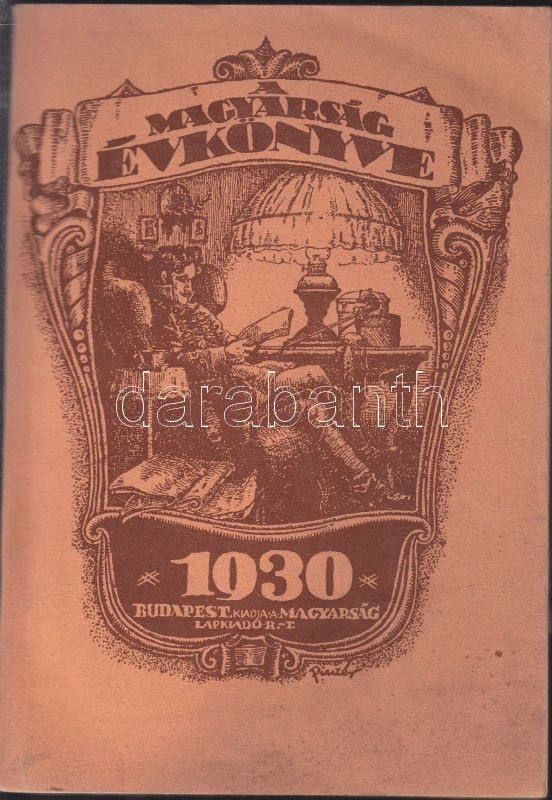 A
MAGYARSÁG
ÉVKÖNYVE
darabanth
1930
BUDAPEST. KIADJA·A·MAGYARSÁG
LAPKIADÓ-R.-T